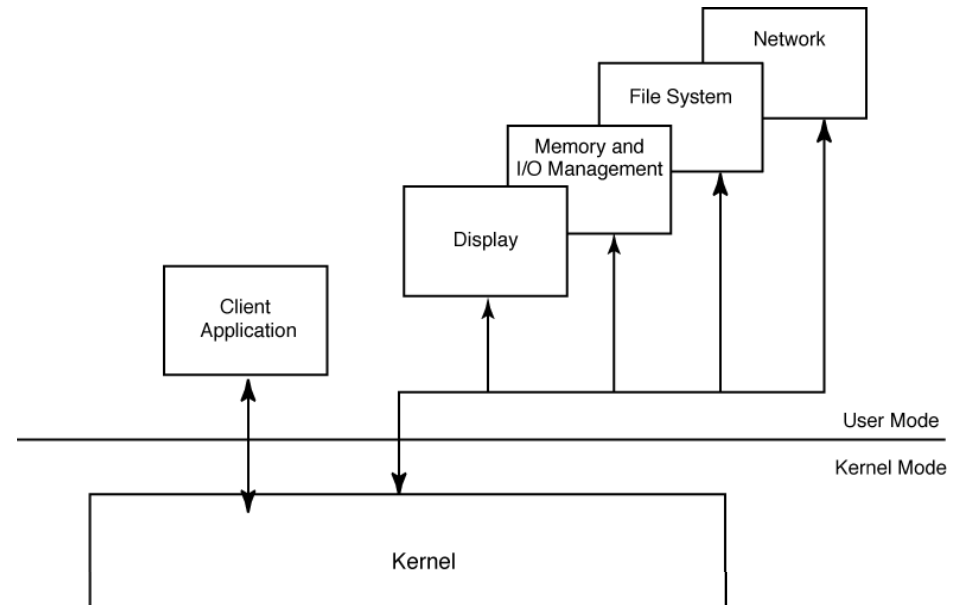 Network
File System
Memory and
I/O Management
Display
Client
Application
User Mode
Kernel Mode
Kernel